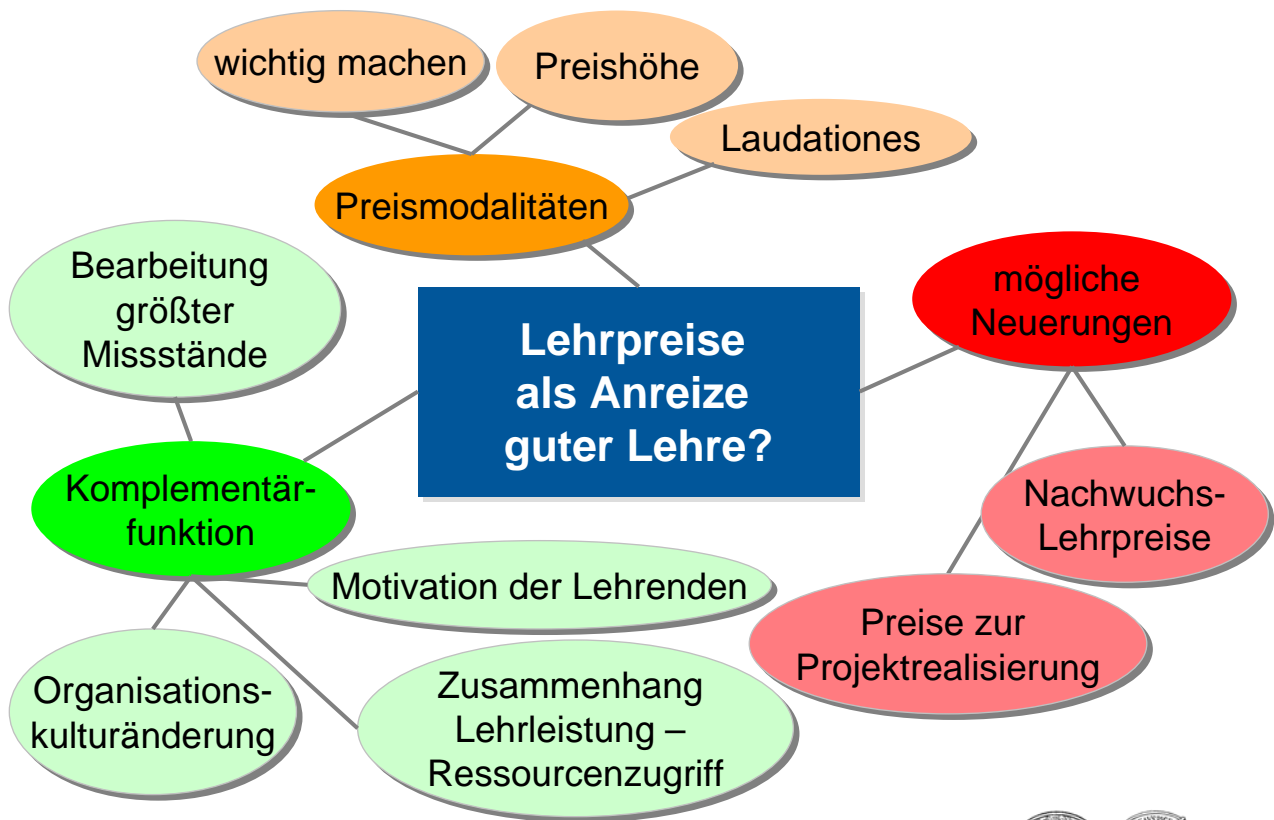 wichtig machen
Preishöhe
Laudationes
Preismodalitäten
Bearbeitung
größter
Missstände
mögliche
Neuerungen
Lehrpreise
als Anreize
guter Lehre?
Komplementär-
funktion
Nachwuchs-
Lehrpreise
Motivation der Lehrenden
Preise zur
Projektrealisierung
Organisations-
kulturänderung
Zusammenhang
Lehrleistung –
Ressourcenzugriff